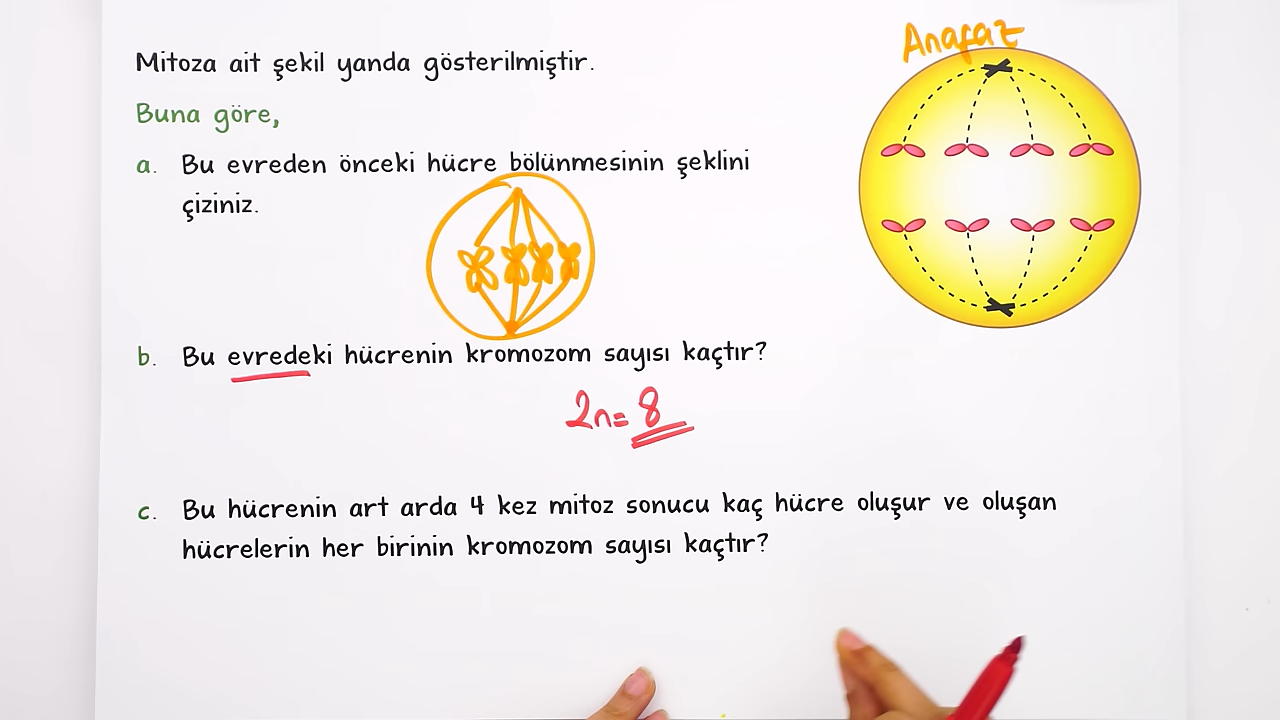 Anafaz
Mitoza ait şekil yanda gösterilmiştir.
Buna göre,
a. Bu evreden önceki hücre bölünmesinin şeklini
çiziniz.
b. Bu evredeki hücrenin kromozom sayısı kaçtır?
2n=8
c. Bu hücrenin art arda 4 kez mitoz sonucu kaç hücre oluşur ve oluşan
hücrelerin her birinin kromozom sayısı kaçtır?